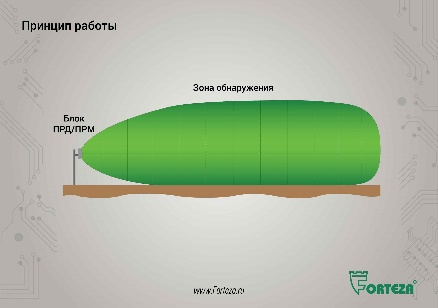 Принцип работы
Зона обнаружения
Блок
ПРД/ПРМ
www.Forteza.ru
FORTEZA